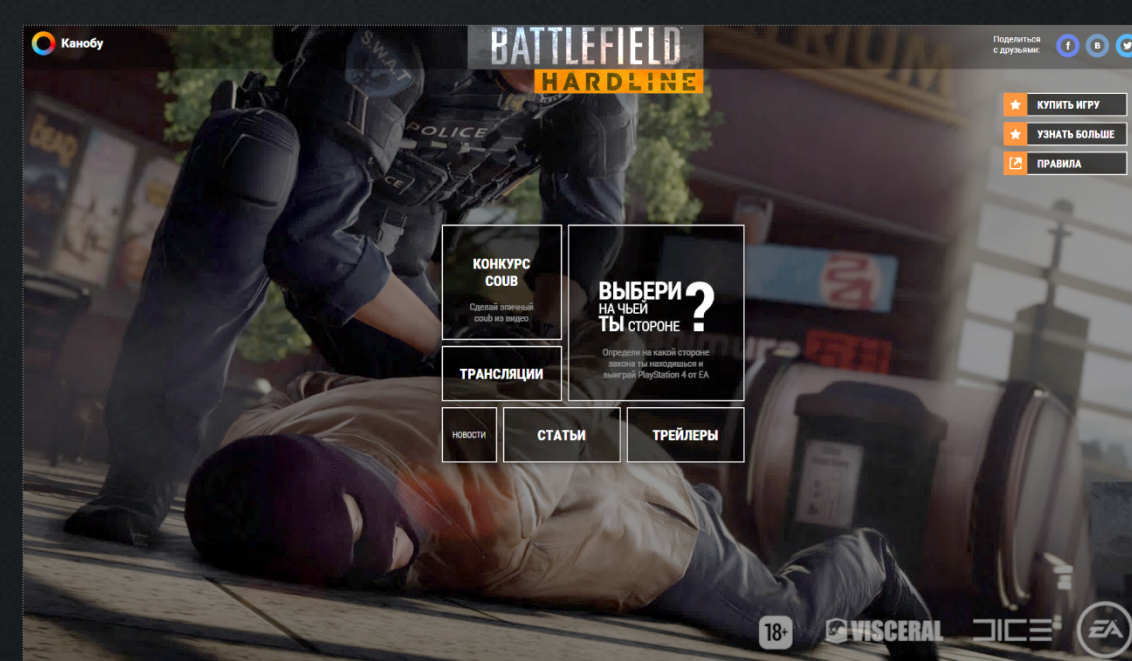 Канобу
BATTLEFIELD
HARDLINE
Поделиться
с друзьями:
КУПИТЬ ИГРУ
УЗНАТЬ БОЛЬШЕ
ПРАВИЛА
S.W.A.T
POLICE
КОНКУРС
COUB
Сделай эпичный
coub из видео
ВЫБЕРИ
НА ЧЬЕЙ
ТЫ СТОРОНЕ ?
Определи на какой стороне
закона ты находишься и
выиграй PlayStation 4 от EA
ТРАНСЛЯЦИИ
НОВОСТИ
СТАТЬИ
ТРЕЙЛЕРЫ
18+
VISCERAL
DICE
EA